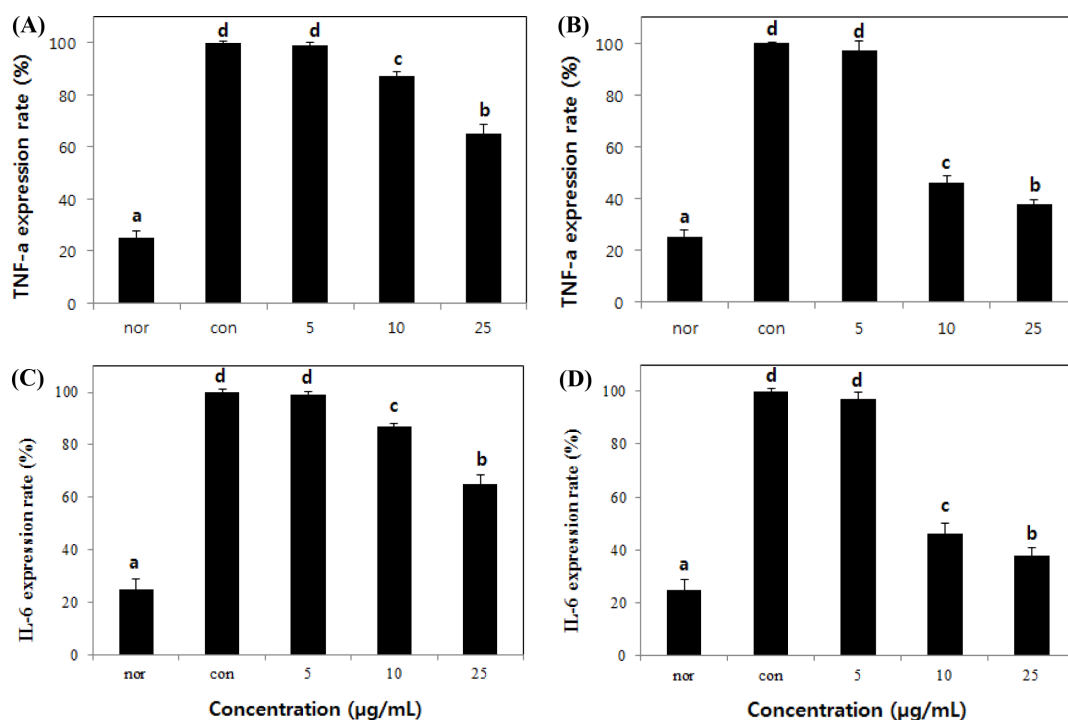 (A)
TNF-a expression rate (%)
100
80
60
40
20
0
a
d
d
c
b
nor con 5 10 25
(B)
TNF-a expression rate (%)
100
80
60
40
20
0
a
d
d
c
b
nor con 5 10 25
(C)
IL-6 expression rate (%)
100
80
60
40
20
0
a
d
d
c
b
nor con 5 10 25
Concentration (µg/mL)
(D)
IL-6 expression rate (%)
100
80
60
40
20
0
a
d
d
c
b
nor con 5 10 25
Concentration (µg/mL)